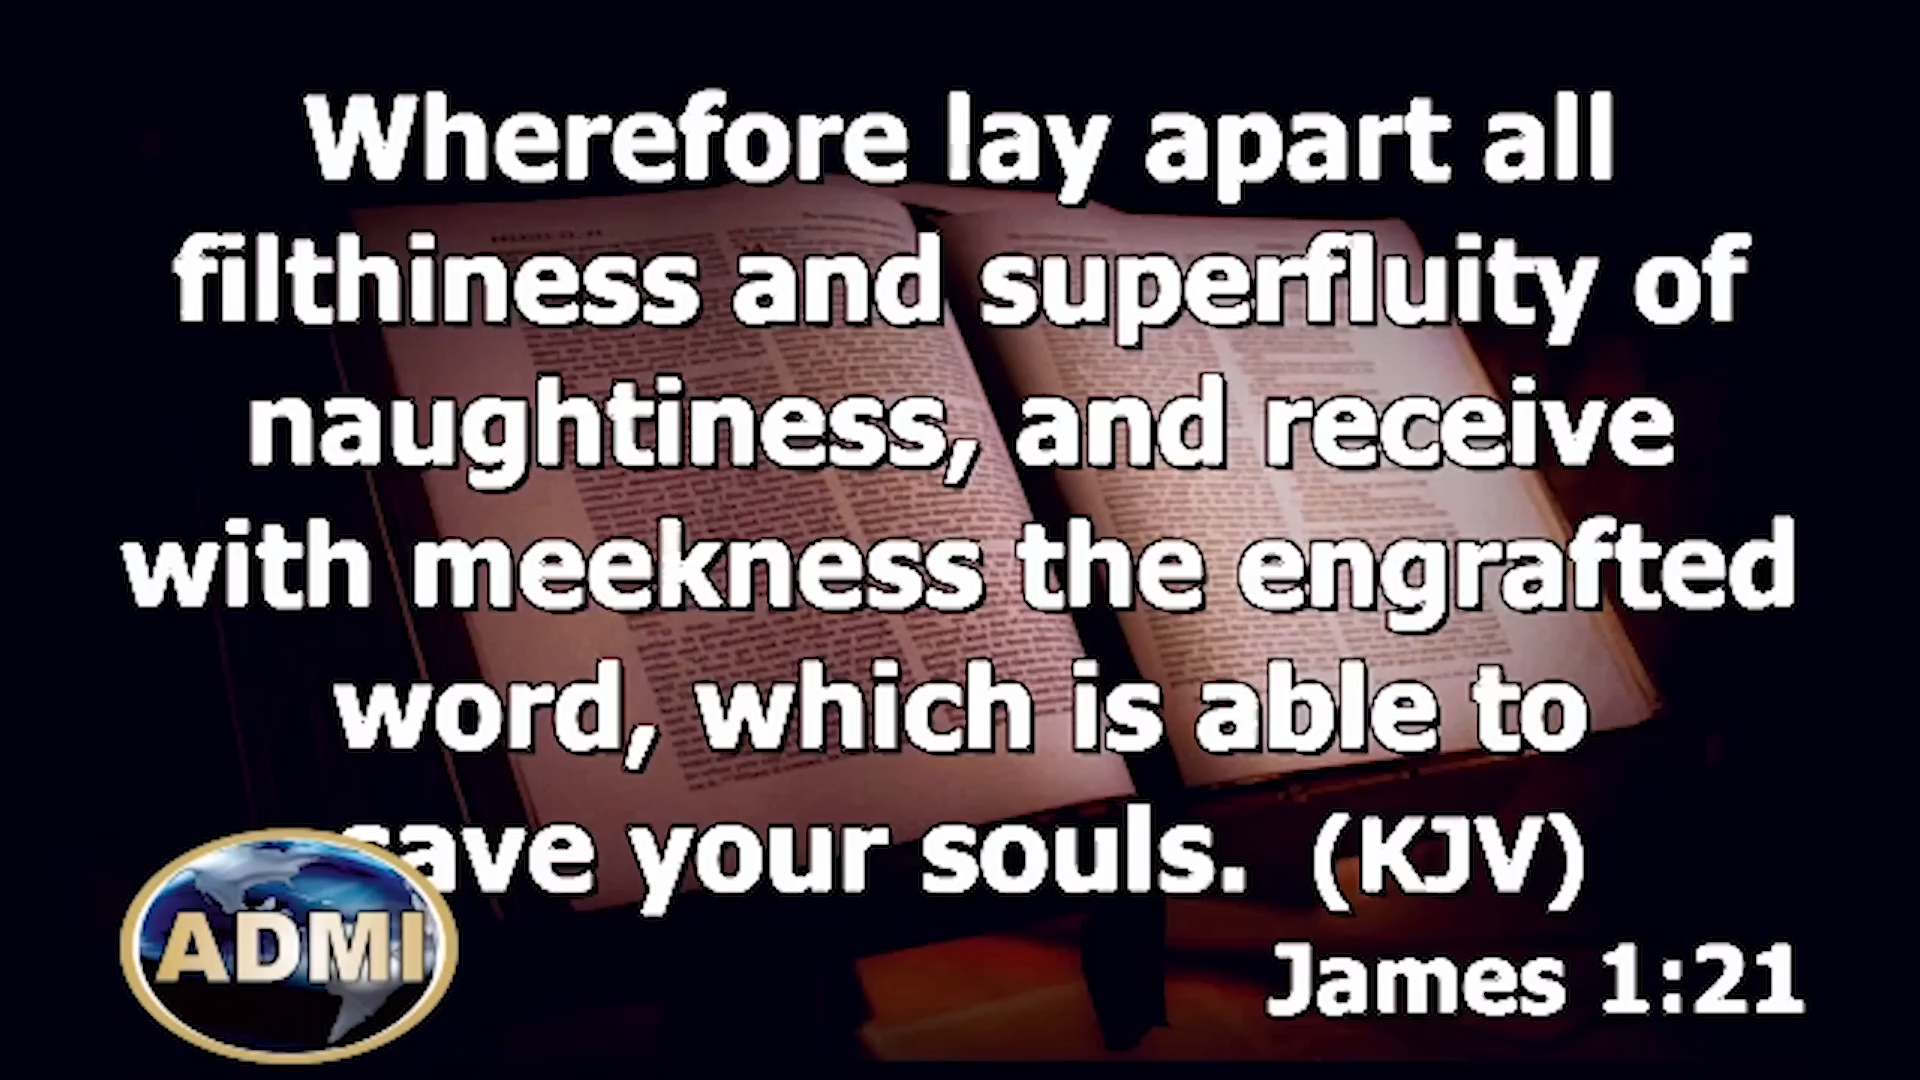 Wherefore lay apart all
filthiness and superfluity of
naughtiness, and receive
with meekness the engrafted
word, which is able to
save your souls. (KJV)
James 1:21
ADMI